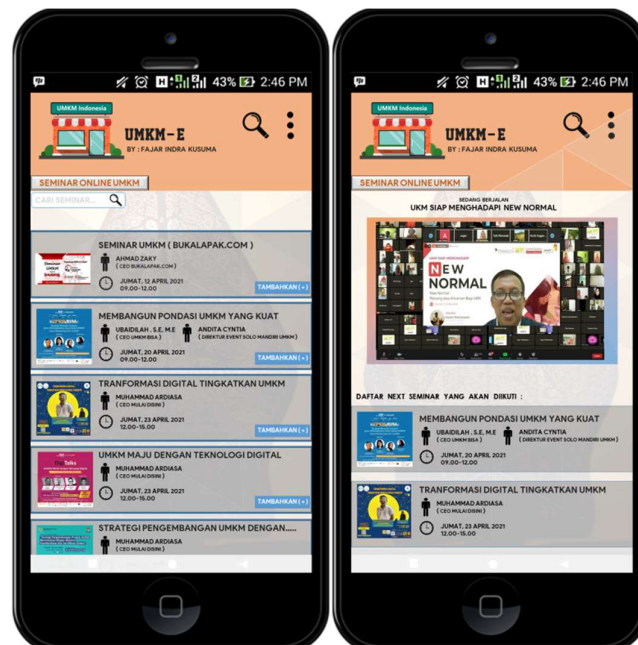 43% 2:46 PM
UMKM Indonesia
UMKM-E
BY : FAJAR INDRA KUSUMA
SEMINAR ONLINE UMKM
CARI SEMINAR...
SEMINAR UMKM ( BUKALAPAK.COM )
AHMAD ZAKY
( CEO BUKALAPAK.COM )
JUMAT, 12 APRIL 2021
09.00-12.00
TAMBAHKAN (+)
MEMBANGUN PONDASI UMKM YANG KUAT
UBAIDILAH . S.E, M.E
( CEO UMKM BISA )
ANDITA CYNTIA
( DIREKTUR EVENT SOLO MANDIRI UMKM )
JUMAT, 20 APRIL 2021
09.00-12.00
TAMBAHKAN (+)
TRANFORMASI DIGITAL TINGKATKAN UMKM
MUHAMMAD ARDIASA
( CEO MULAI DISINI )
JUMAT, 23 APRIL 2021
12.00-15.00
TAMBAHKAN (+)
UMKM MAJU DENGAN TEKNOLOGI DIGITAL
MUHAMMAD ARDIASA
( CEO MULAI DISINI )
JUMAT, 23 APRIL 2021
12.00-15.00
TAMBAHKAN (+)
STRATEGI PENGEMBANGAN UMKM DENGAN.....
MUHAMMAD ARDIASA
( CEO MULAI DISINI )
43% 2:46 PM
UMKM Indonesia
UMKM-E
BY : FAJAR INDRA KUSUMA
SEMINAR ONLINE UMKM
SEDANG BERJALAN
UKM SIAP MENGHADAPI NEW NORMAL
NEW
NORMAL
DAFTAR NEXT SEMINAR YANG AKAN DIIKUTI :
MEMBANGUN PONDASI UMKM YANG KUAT
UBAIDILAH . S.E, M.E
( CEO UMKM BISA )
ANDITA CYNTIA
( DIREKTUR EVENT SOLO MANDIRI UMKM )
JUMAT, 20 APRIL 2021
09.00-12.00
TRANFORMASI DIGITAL TINGKATKAN UMKM
MUHAMMAD ARDIASA
( CEO MULAI DISINI )
JUMAT, 23 APRIL 2021
12.00-15.00